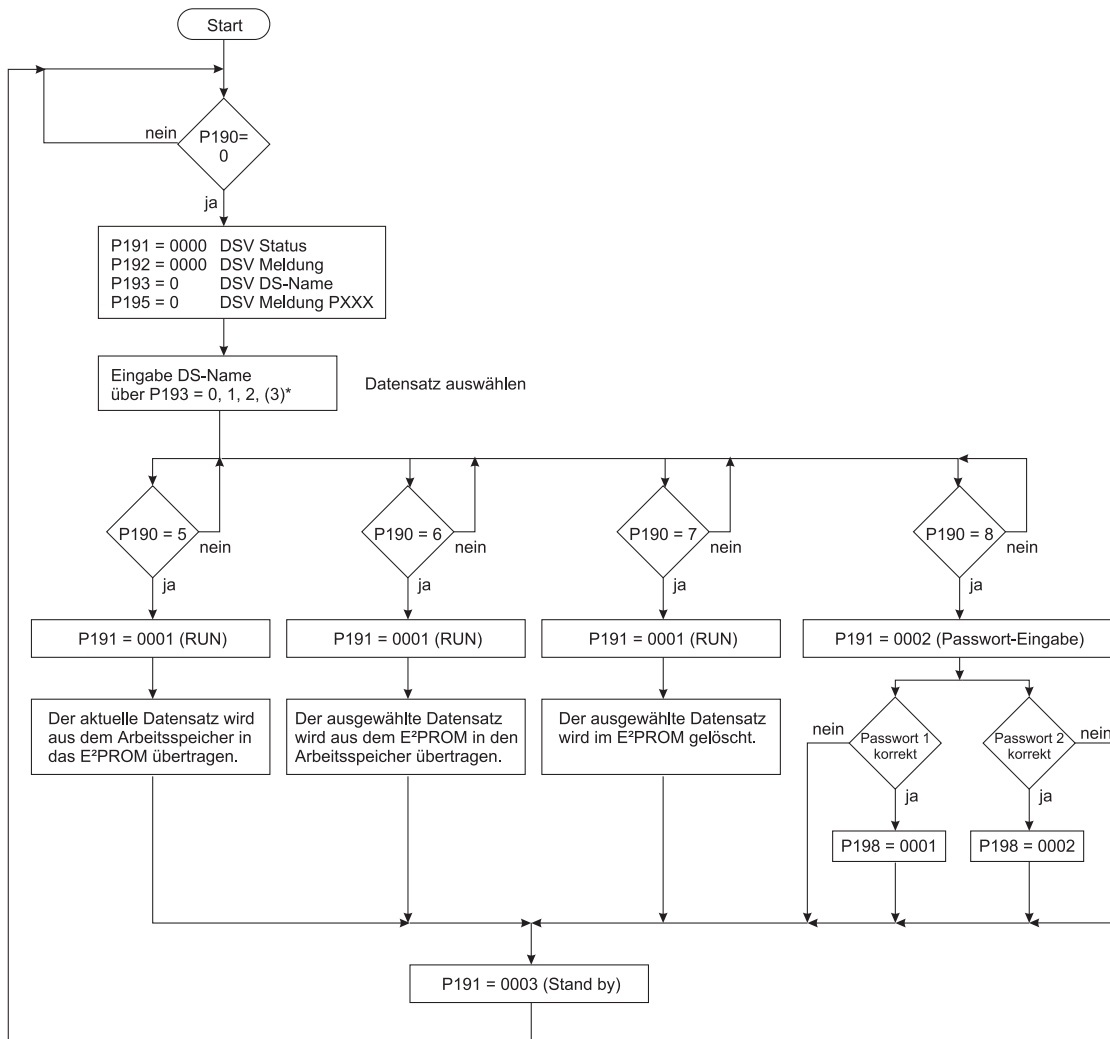 Start
nein
P190=
0
ja
P191 = 0000 DSV Status
P192 = 0000 DSV Meldung
P193 = 0 DSV DS-Name
P195 = 0 DSV Meldung PXXX
Eingabe DS-Name
über P193 = 0, 1, 2, (3)*
Datensatz auswählen
P190 = 5
nein
ja
P190 = 6
nein
ja
P190 = 7
nein
ja
P190 = 8
nein
ja
P191 = 0001 (RUN)
P191 = 0001 (RUN)
P191 = 0001 (RUN)
P191 = 0002 (Passwort-Eingabe)
Der aktuelle Datensatz wird
aus dem Arbeitsspeicher in
das E²PROM übertragen.
Der ausgewählte Datensatz
wird aus dem E²PROM in den
Arbeitsspeicher übertragen.
Der ausgewählte Datensatz
wird im E²PROM gelöscht.
nein
Passwort 1
korrekt
ja
Passwort 2
korrekt
nein
ja
P198 = 0001
P198 = 0002
P191 = 0003 (Stand by)